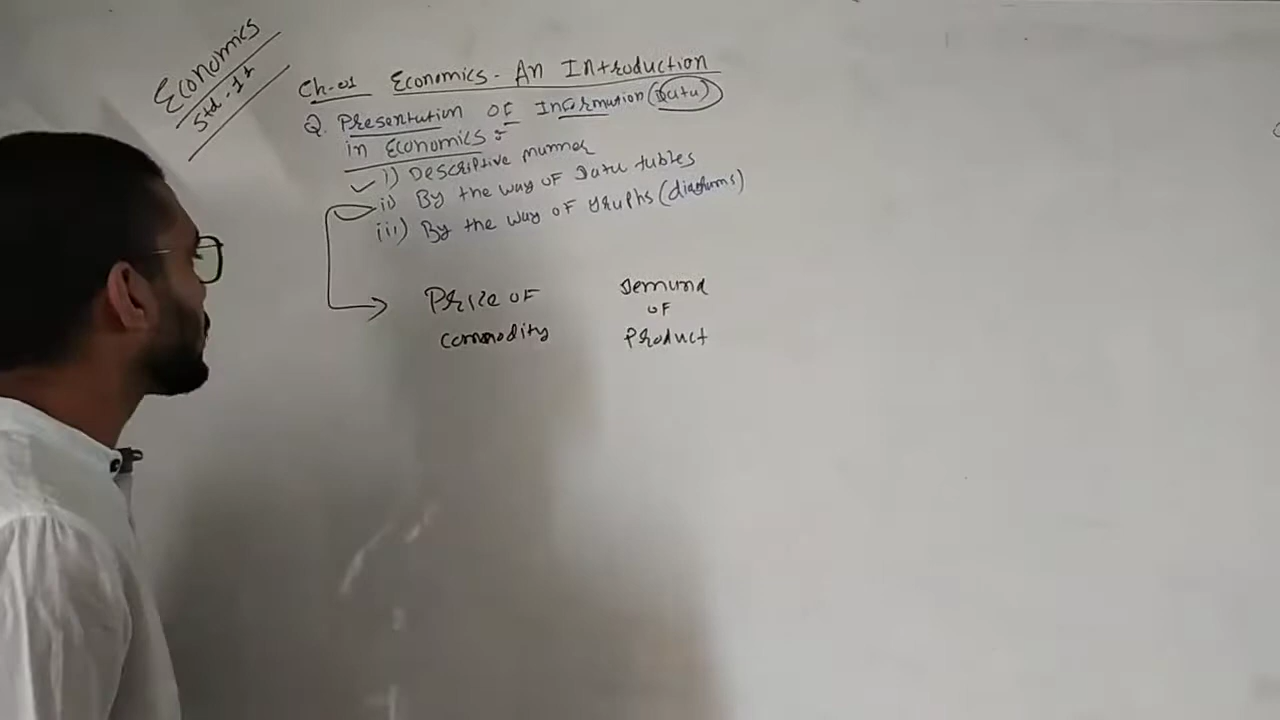 Economics
Std - 11
Ch-01 Economics - An Introduction
Q. Presentation of Information (Data)
in Economics :
i) Descriptive manner
ii) By the way of Data tables
iii) By the way of graphs (diagrams)
Price of
commodity
Demand
of
Product